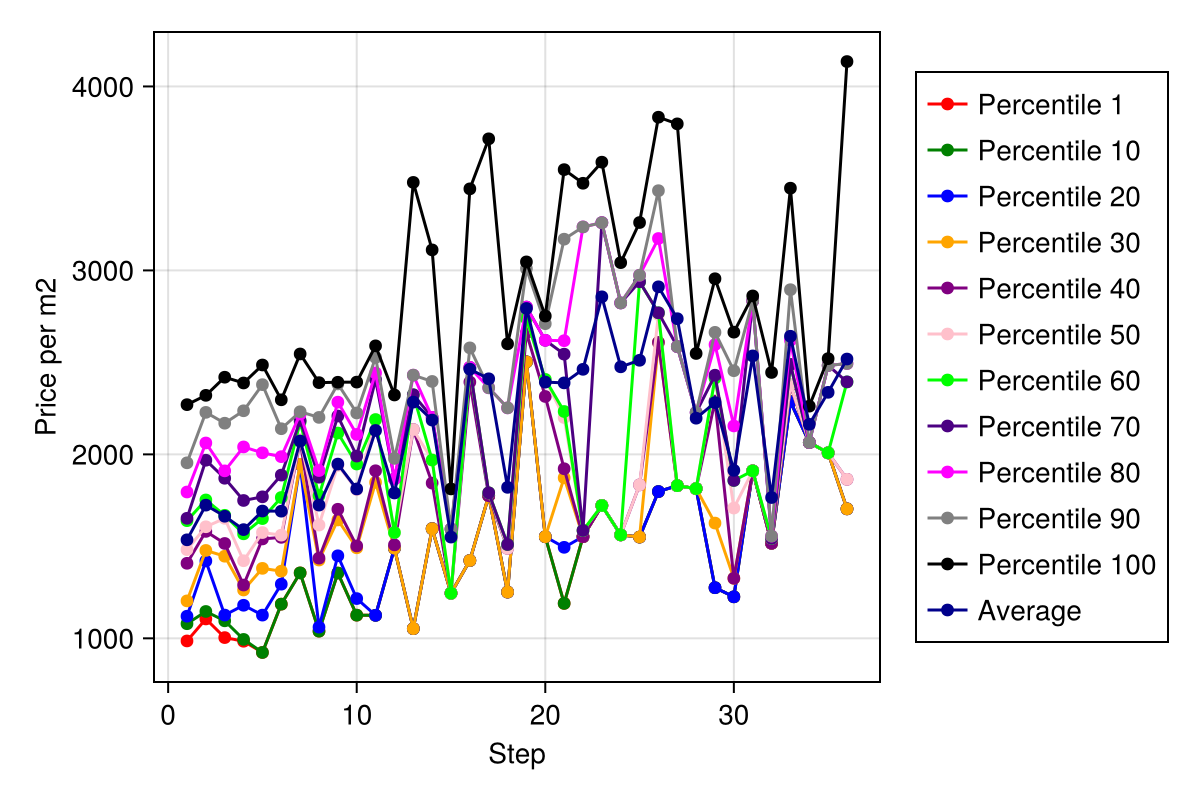 4000
3000
2000
1000
Price per m2
0 10 20 30
Step
Percentile 1
Percentile 10
Percentile 20
Percentile 30
Percentile 40
Percentile 50
Percentile 60
Percentile 70
Percentile 80
Percentile 90
Percentile 100
Average